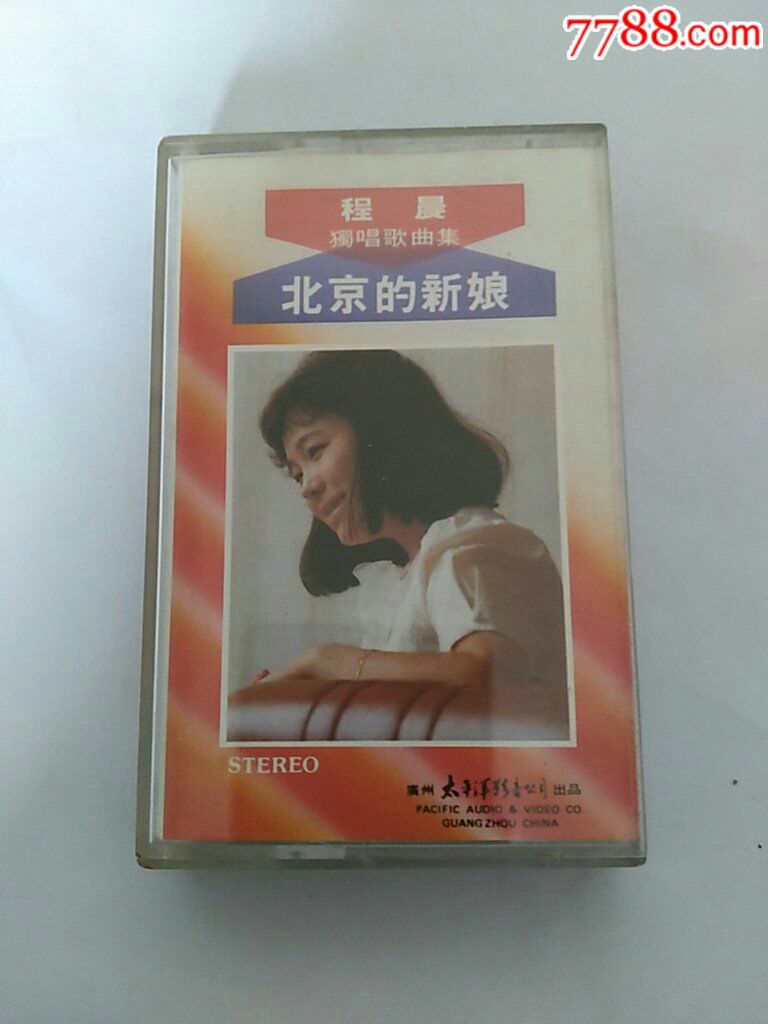 7788.com
程 晨
獨唱歌曲集
北京的新娘
STEREO
廣州 太平洋影音公司 出品
PACIFIC AUDIO & VIDEO CO.
GUANGZHOU CHINA